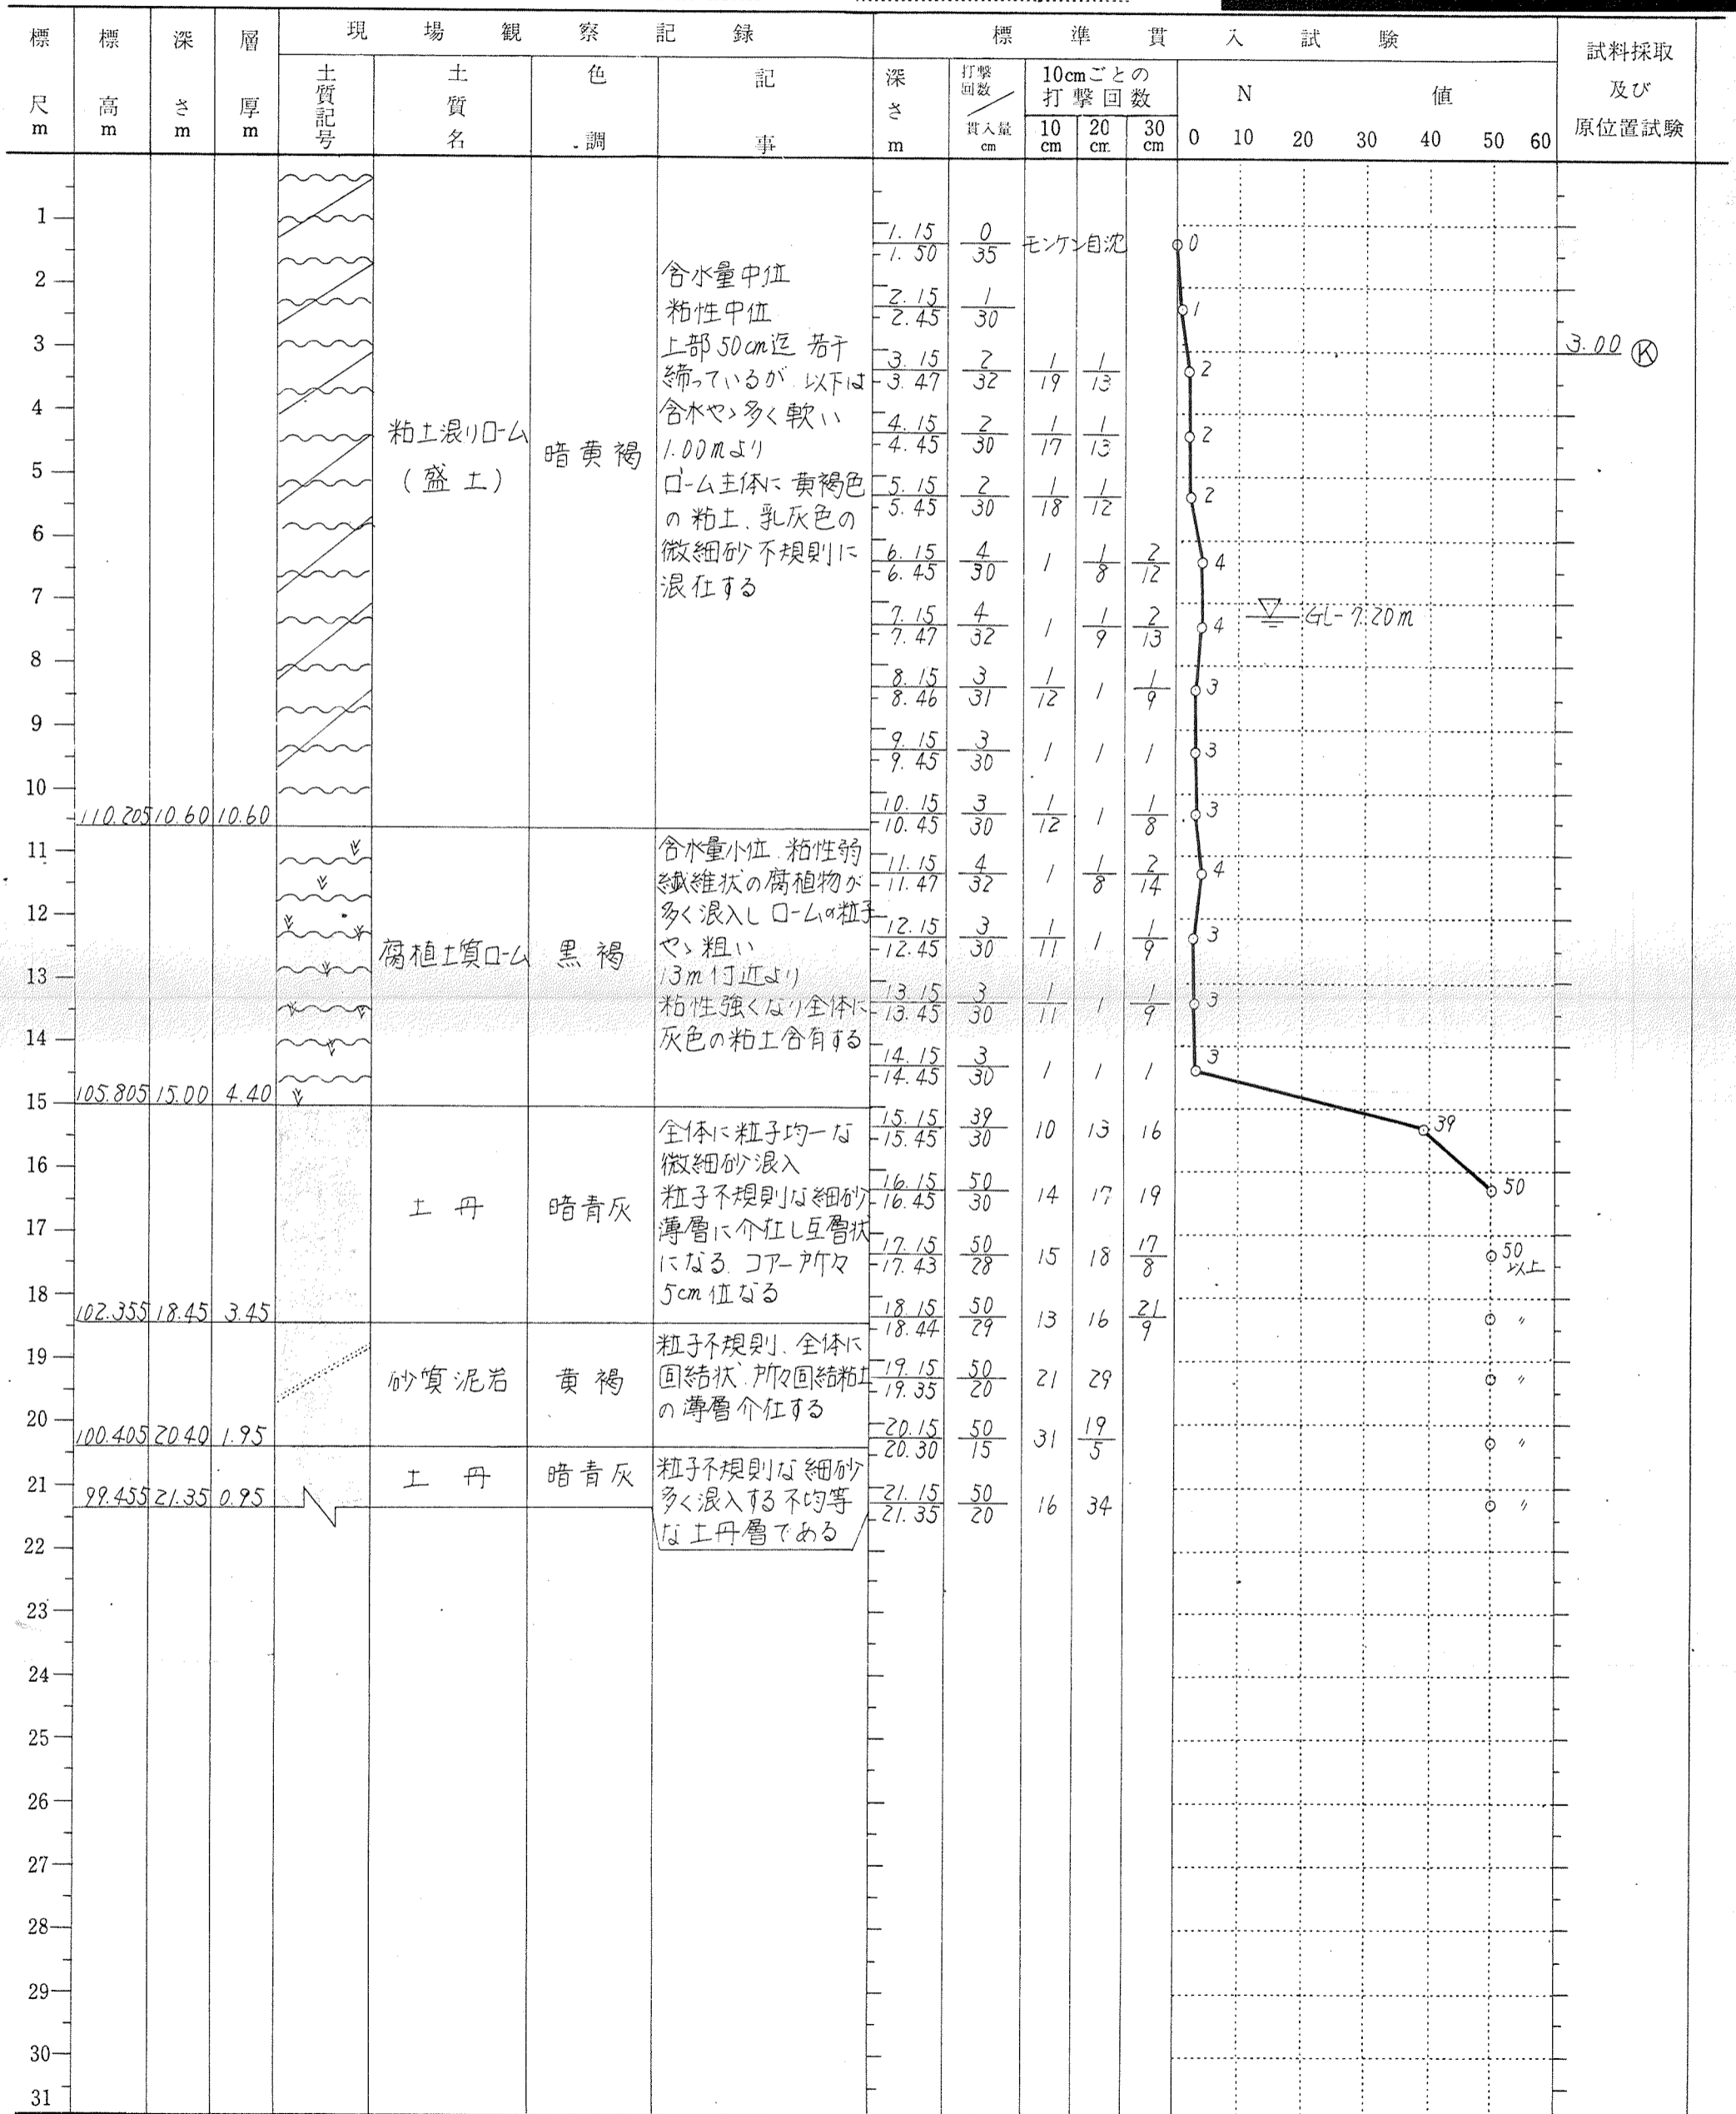 標尺m 標高m 深さm 層厚m 現場観察記録 標準貫入試験 試料採取及び原位置試験
土質記号 土質名 色調 記事 深さm 打撃回数/貫入量cm 10cmごとの打撃回数 N値
10cm 20cm 30cm 0 10 20 30 40 50 60
1
2
3
4
5
6
7
8
9
10
11
12
13
14
15
16
17
18
19
20
21
22
23
24
25
26
27
28
29
30
31
110.205 10.60 10.60
粘土混りローム
(盛土)
暗黄褐
含水量中位
粘性中位
上部50cm迄 若干
締っているが、以下は
含水やゝ多く軟い
1.00mより
ローム主体に黄褐色
の粘土、乳灰色の
微細砂不規則に
混在する
105.805 15.00 4.40
腐植土質ローム
黒褐
含水量小位、粘性弱
繊維状の腐植物が
多く混入しロームの粒子
やゝ粗い
13m付近より
粘性強くなり全体に
灰色の粘土含有する
102.355 18.45 3.45
土丹
暗青灰
全体に粒子均一な
微細砂混入
粒子不規則な細砂
薄層に介在し互層状
になる、コアー所々
5cm位なる
100.405 20.40 1.95
砂質泥岩
黄褐
粒子不規則、全体に
固結状、所々固結粘土
の薄層介在する
99.455 21.35 0.95
土丹
暗青灰
粒子不規則な細砂
多く混入する不均等
な土丹層である
1.15 1.50 0/35 モンケン自沈 0
2.15 2.45 1/30 1
3.15 3.47 2/32 1/19 1/13 2
4.15 4.45 2/30 1/17 1/13 2
5.15 5.45 2/30 1/18 1/12 2
6.15 6.45 4/30 1 1/8 2/12 4
7.15 7.47 4/32 1 1/9 2/13 4
GL-7.20m
8.15 8.46 3/31 1/12 1 1/9 3
9.15 9.45 3/30 1 1 1 3
10.15 10.45 3/30 1/12 1 1/8 3
11.15 11.47 4/32 1 1/8 2/14 4
12.15 12.45 3/30 1/11 1 1/9 3
13.15 13.45 3/30 1/11 1 1/9 3
14.15 14.45 3/30 1 1 1 3
15.15 15.45 39/30 10 13 16 39
16.15 16.45 50/30 14 17 19 50
17.15 17.43 50/28 15 18 17/8 50以上
18.15 18.44 50/29 13 16 21/9 〃
19.15 19.35 50/20 21 29 〃
20.15 20.30 50/15 31 19/5 〃
21.15 21.35 50/20 16 34 〃
3.00 Ⓚ